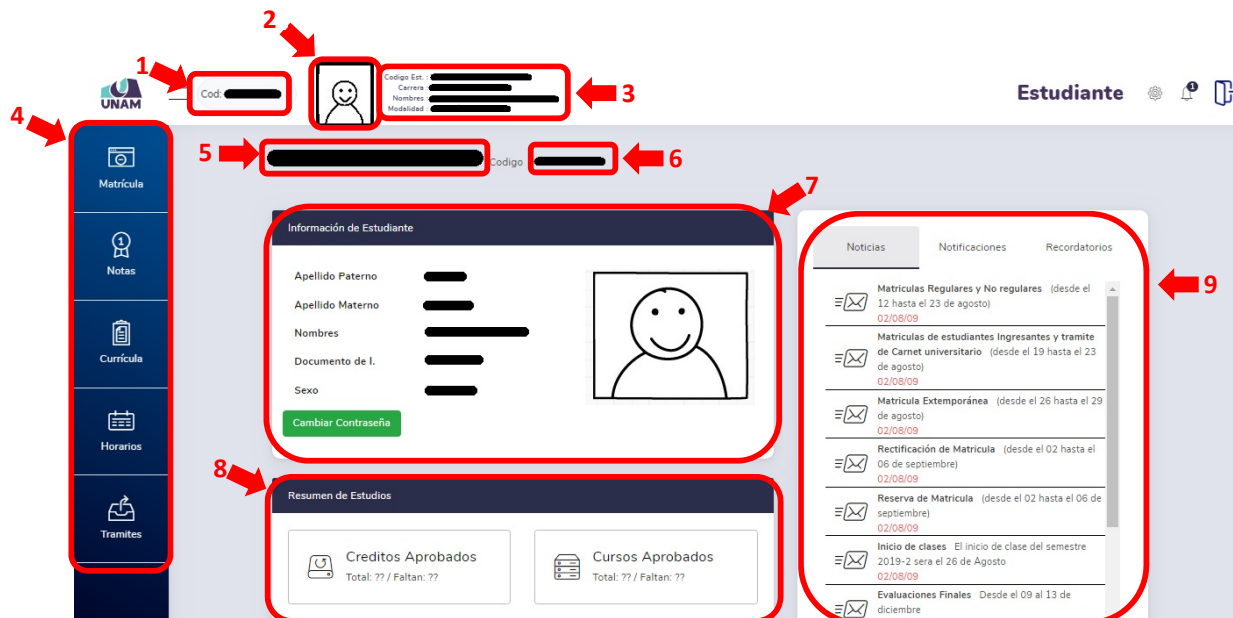 2
1
UNAM
Cod:
Codigo Est. :
Carrera :
Nombres :
Modalidad :
3
Estudiante
1
4
5
Codigo
6
7
Matrícula
1
Notas
Currícula
Horarios
Tramites
Información de Estudiante
Apellido Paterno
Apellido Materno
Nombres
Documento de I.
Sexo
Cambiar Contraseña
8
Resumen de Estudios
Creditos Aprobados
Total: ?? / Faltan: ??
Cursos Aprobados
Total: ?? / Faltan: ??
Noticias
Notificaciones
Recordatorios
9
Matriculas Regulares y No regulares (desde el
12 hasta el 23 de agosto)
02/08/09
Matriculas de estudiantes Ingresantes y tramite
de Carnet universitario (desde el 19 hasta el 23
de agosto)
02/08/09
Matricula Extemporánea (desde el 26 hasta el 29
de agosto)
02/08/09
Rectificación de Matricula (desde el 02 hasta el
06 de septiembre)
02/08/09
Reserva de Matricula (desde el 02 hasta el 06 de
septiembre)
02/08/09
Inicio de clases El inicio de clase del semestre
2019-2 sera el 26 de Agosto
02/08/09
Evaluaciones Finales Desde el 09 al 13 de
diciembre